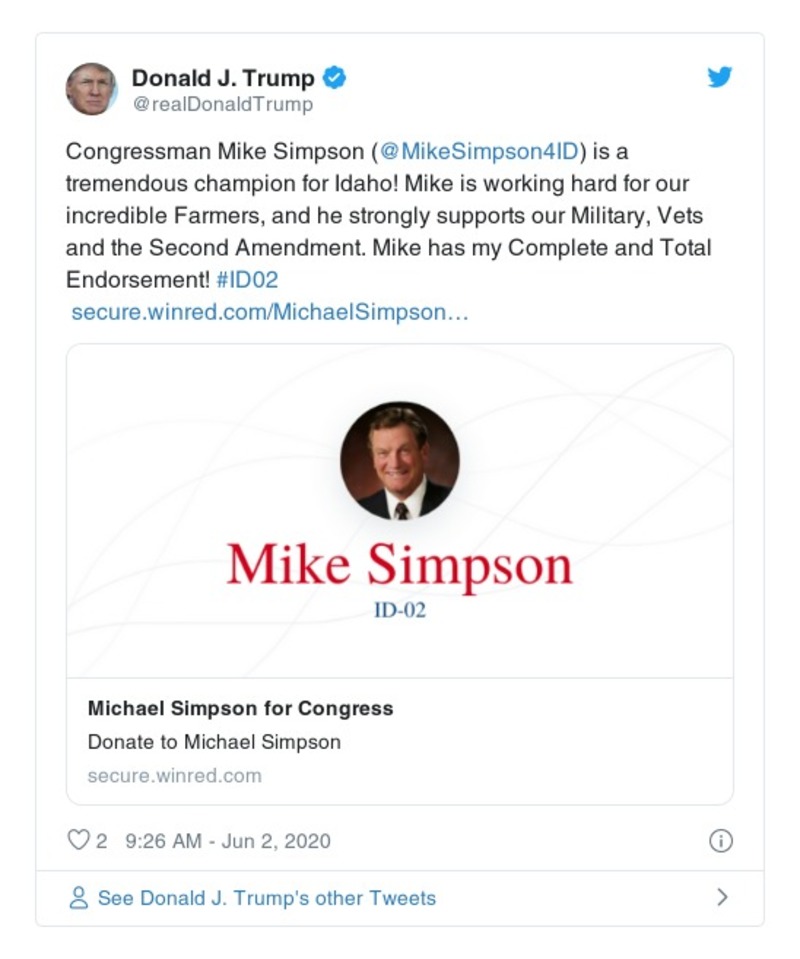 Donald J. Trump
@realDonaldTrump
Congressman Mike Simpson (@MikeSimpson4ID) is a
tremendous champion for Idaho! Mike is working hard for our
incredible Farmers, and he strongly supports our Military, Vets
and the Second Amendment. Mike has my Complete and Total
Endorsement! #ID02
secure.winred.com/MichaelSimpson…
Mike Simpson
ID-02
Michael Simpson for Congress
Donate to Michael Simpson
secure.winred.com
2 9:26 AM - Jun 2, 2020
See Donald J. Trump's other Tweets